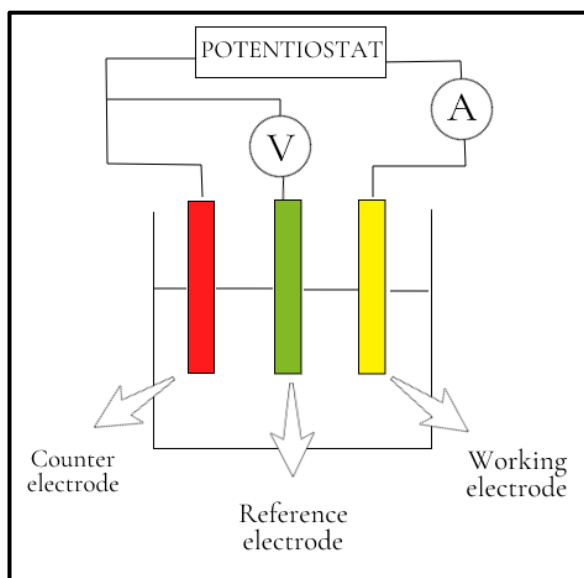 POTENTIOSTAT
A
V
Counter
electrode
Reference
electrode
Working
electrode